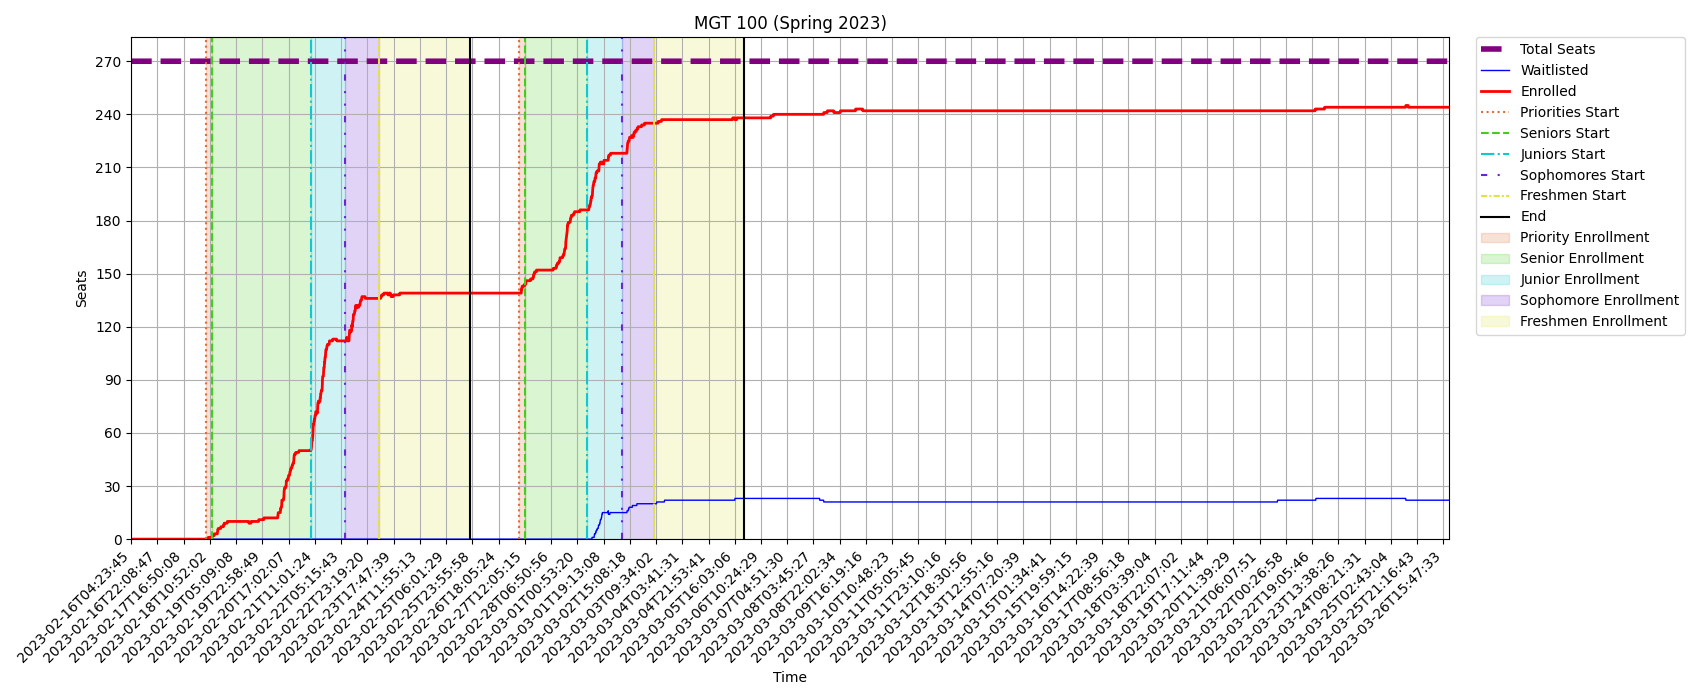 MGT 100 (Spring 2023)
Seats
270
240
210
180
150
120
90
60
30
0
2023-02-16T04:23:45
2023-02-16T22:08:47
2023-02-17T16:50:08
2023-02-18T10:52:02
2023-02-19T05:09:08
2023-02-19T22:58:49
2023-02-20T17:02:07
2023-02-21T11:01:24
2023-02-22T05:15:43
2023-02-22T23:19:20
2023-02-23T17:47:39
2023-02-24T11:55:13
2023-02-25T06:01:29
2023-02-25T23:55:58
2023-02-26T18:05:24
2023-02-27T12:05:15
2023-02-28T06:50:56
2023-03-01T00:53:20
2023-03-01T19:13:08
2023-03-02T15:08:18
2023-03-03T09:34:02
2023-03-04T03:41:31
2023-03-04T21:53:41
2023-03-05T16:03:06
2023-03-06T10:24:29
2023-03-07T04:51:30
2023-03-08T03:45:27
2023-03-08T22:02:34
2023-03-09T16:19:16
2023-03-10T10:48:23
2023-03-11T05:05:45
2023-03-11T23:10:16
2023-03-12T18:30:56
2023-03-13T12:55:16
2023-03-14T07:20:39
2023-03-15T01:34:41
2023-03-15T19:59:15
2023-03-16T14:22:39
2023-03-17T08:56:18
2023-03-18T03:39:04
2023-03-18T22:07:02
2023-03-19T17:11:44
2023-03-20T11:39:29
2023-03-21T06:07:51
2023-03-22T00:26:58
2023-03-22T19:05:46
2023-03-23T13:38:26
2023-03-24T08:21:31
2023-03-25T02:43:04
2023-03-25T21:16:43
2023-03-26T15:47:33
Time
Total Seats
Waitlisted
Enrolled
Priorities Start
Seniors Start
Juniors Start
Sophomores Start
Freshmen Start
End
Priority Enrollment
Senior Enrollment
Junior Enrollment
Sophomore Enrollment
Freshmen Enrollment